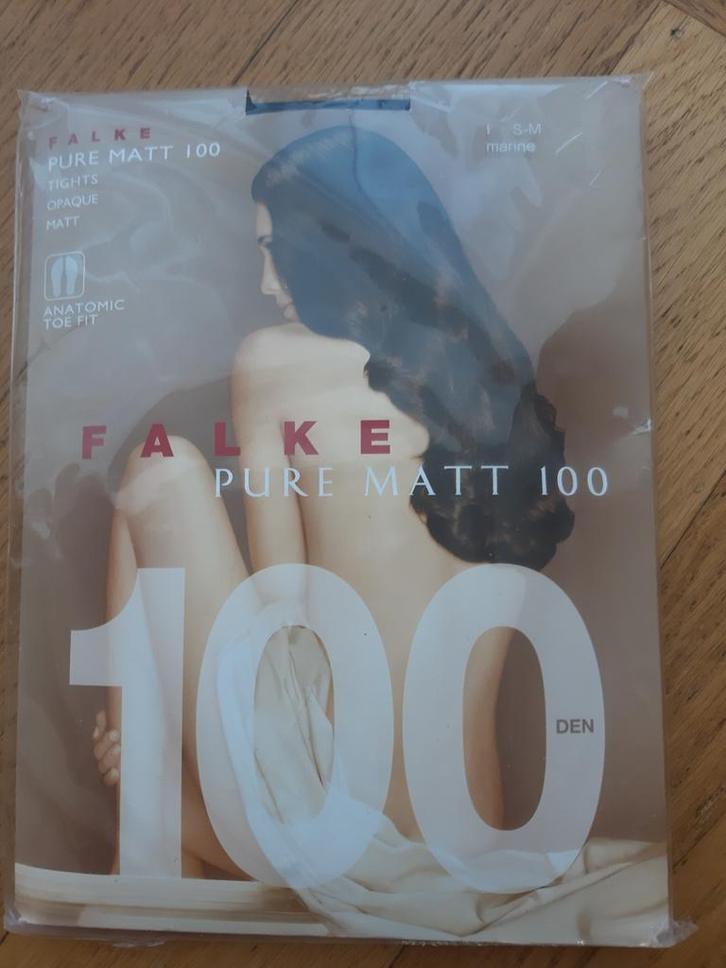 FALKE
PURE MATT 100
TIGHTS
OPAQUE
MATT
I S-M
marine
ANATOMIC
TOE FIT
FALKE
PURE MATT 100
100
DEN